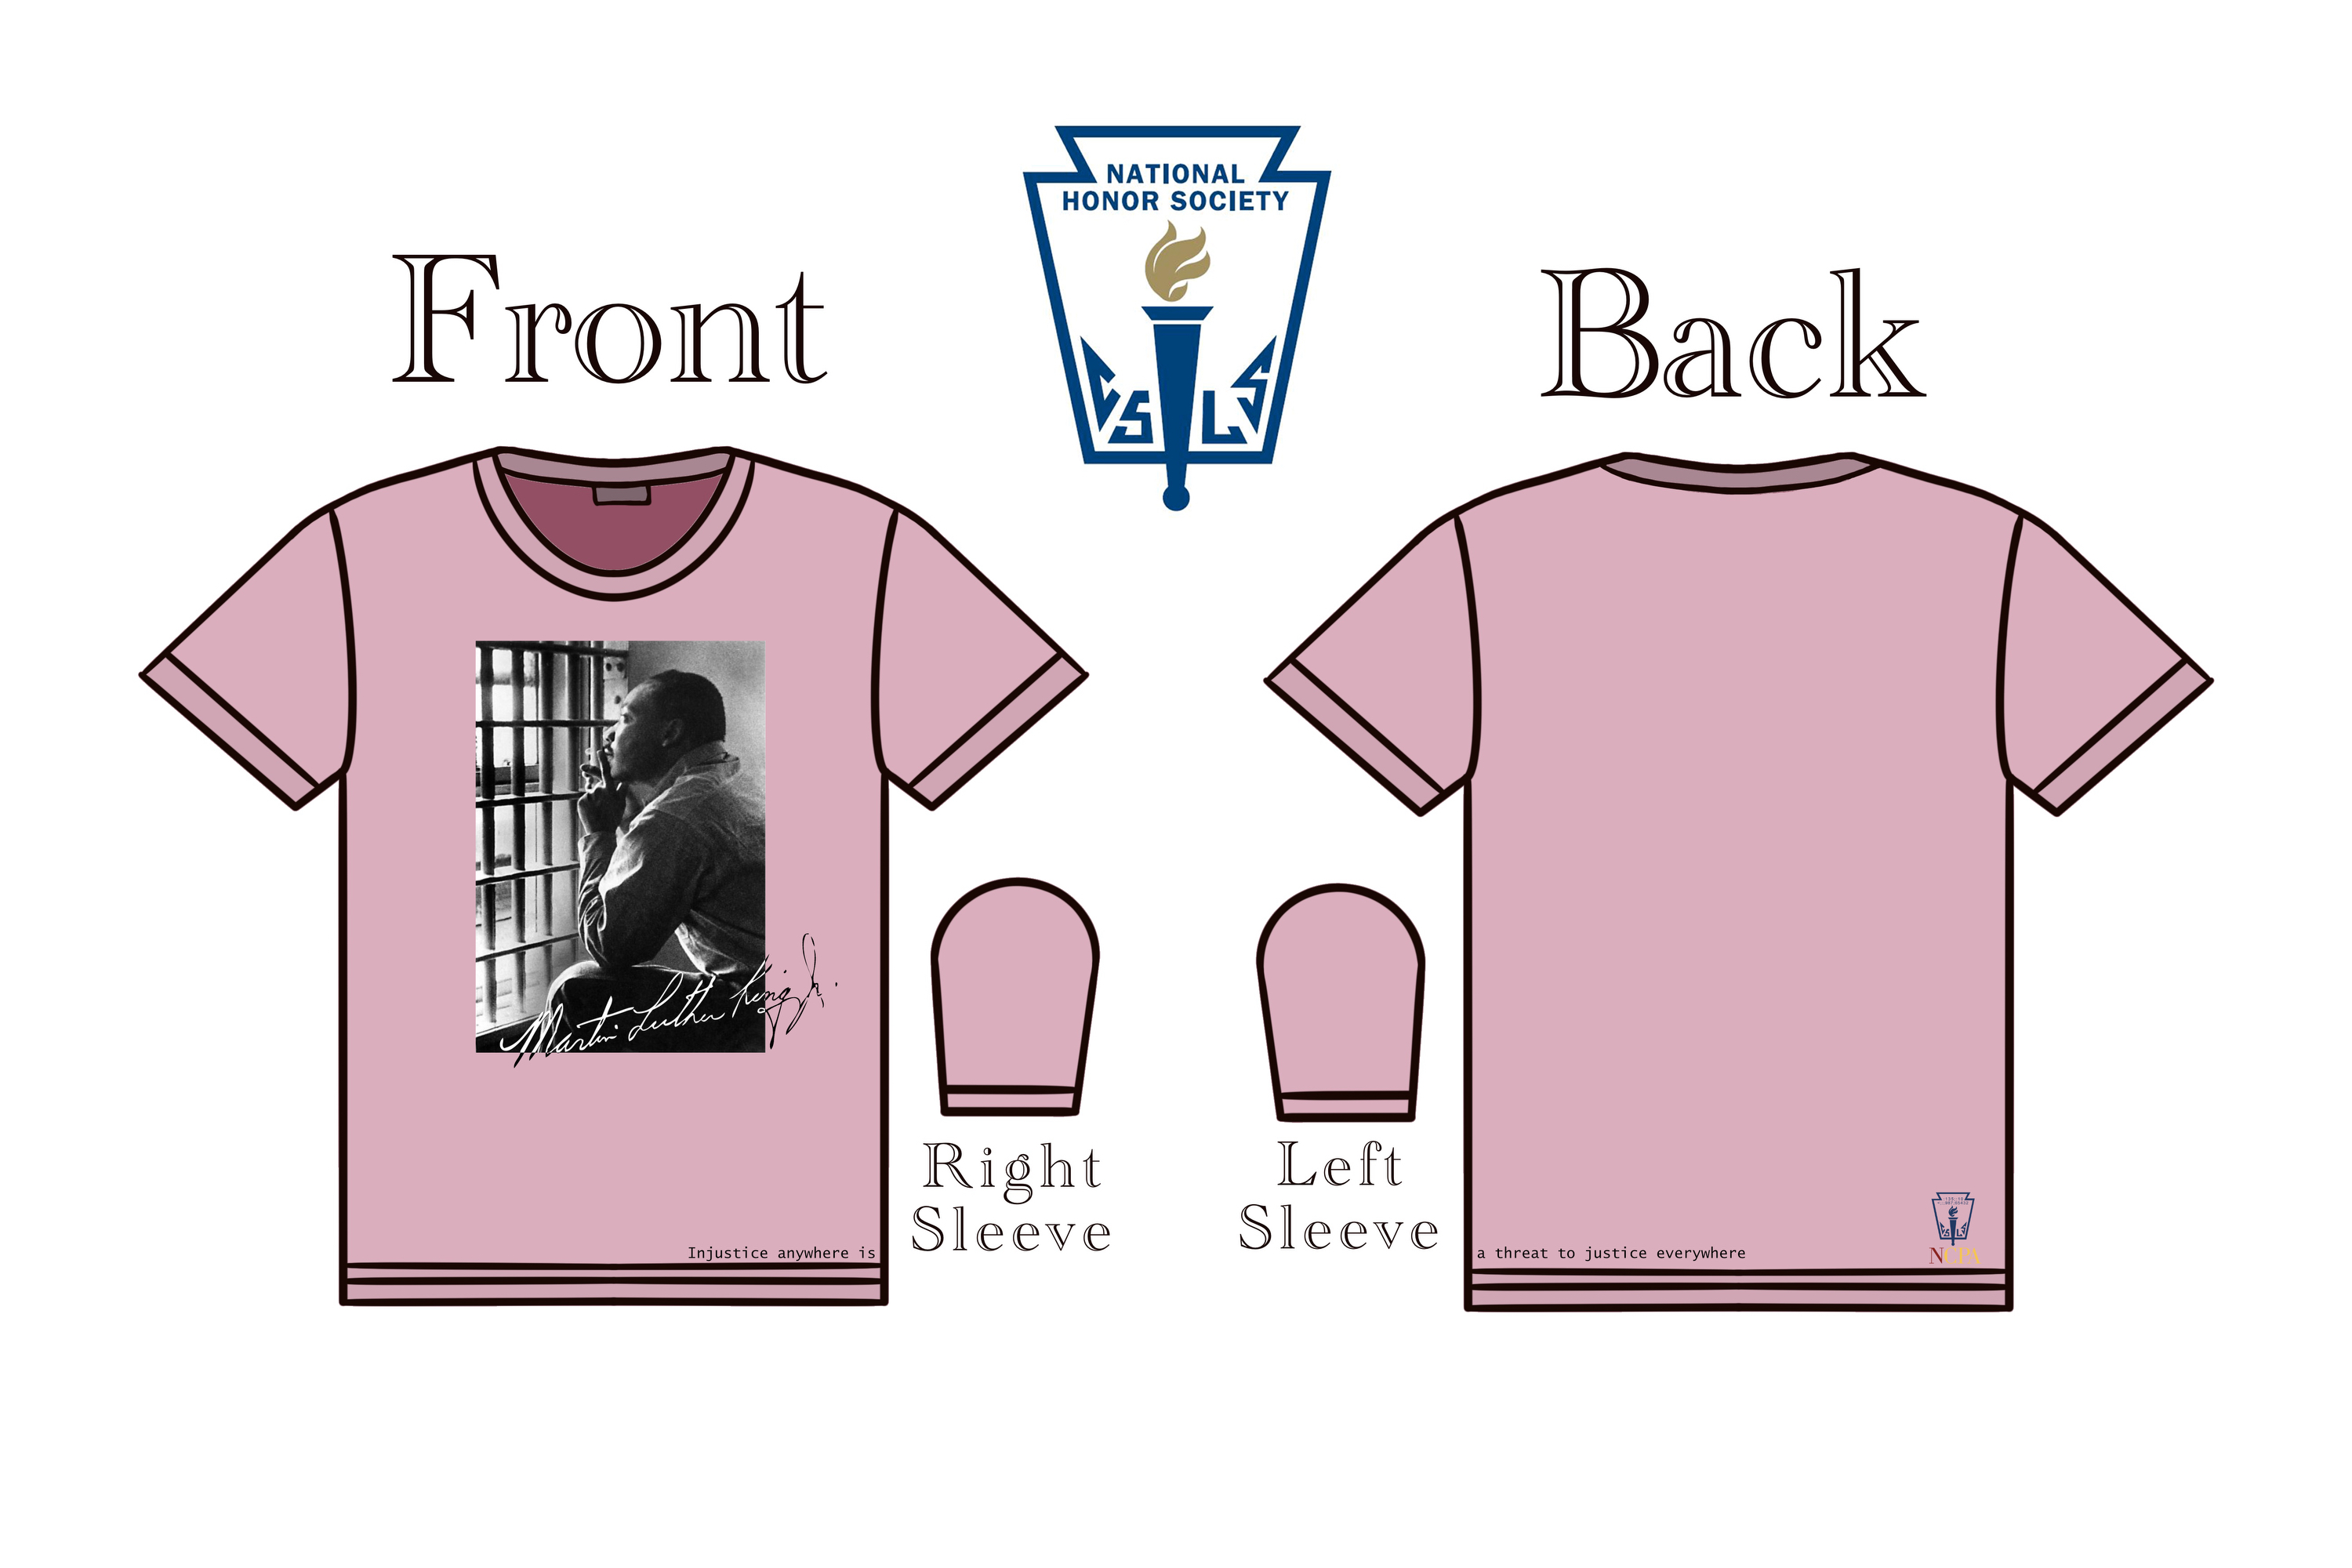 NATIONAL
HONOR SOCIETY
C S L S
Front
Back
Martin Luther King Jr.
Right
Sleeve
Left
Sleeve
Injustice anywhere is
a threat to justice everywhere
NCPA